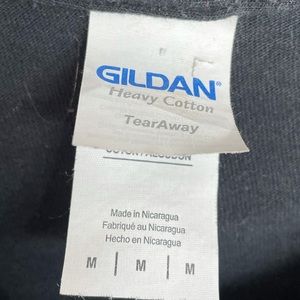 GILDAN®
Heavy Cotton
TearAway
Made in Nicaragua
Fabriqué au Nicaragua
Hecho en Nicaragua
M | M | M